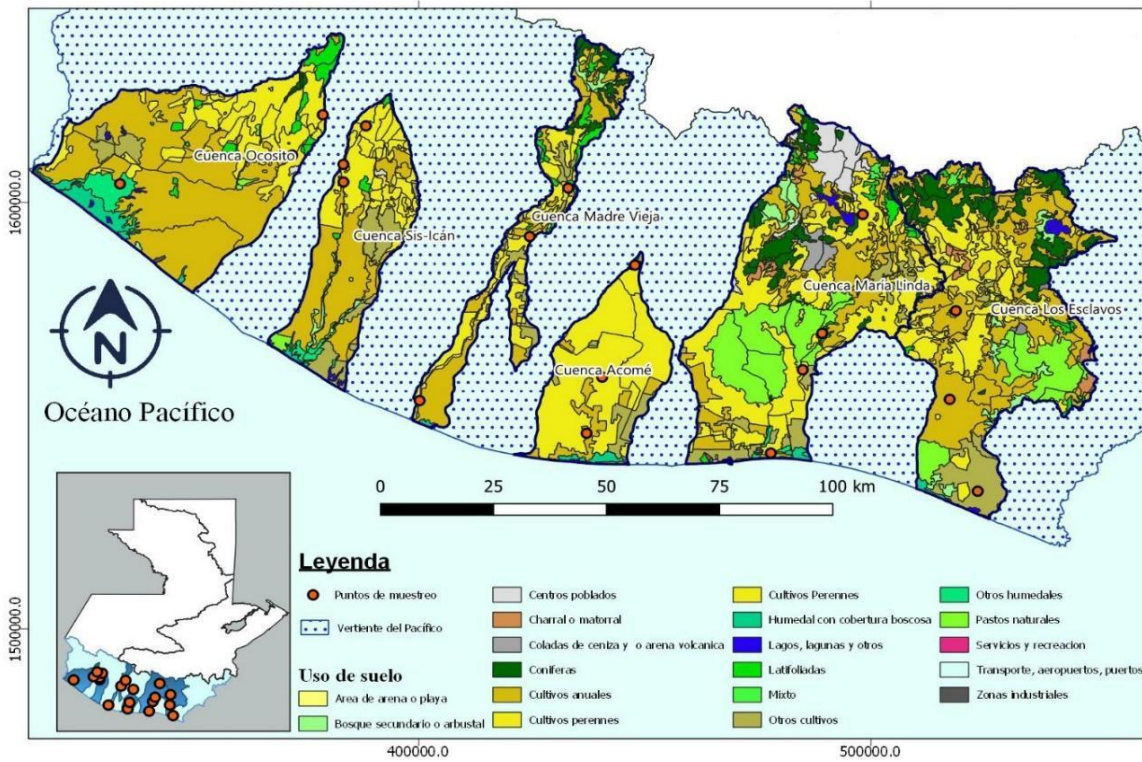 Cuenca Ocosito
Cuenca Sis-Icán
Cuenca Madre Vieja
Cuenca Acomé
Cuenca María Linda
Cuenca Los Esclavos
1600000.0
1500000.0
N
Océano Pacífico
0 25 50 75 100 km
Leyenda
Puntos de muestreo
Vertiente del Pacífico
Uso de suelo
Area de arena o playa
Bosque secundario o arbustal
Centros poblados
Charral o matorral
Coladas de ceniza y o arena volcanica
Coníferas
Cultivos anuales
Cultivos perennes
Cultivos Perennes
Humedal con cobertura boscosa
Lagos, lagunas y otros
Latifoliadas
Mixto
Otros cultivos
Otros humedales
Pastos naturales
Servicios y recreacion
Transporte, aeropuertos, puertos
Zonas industriales
400000.0
500000.0